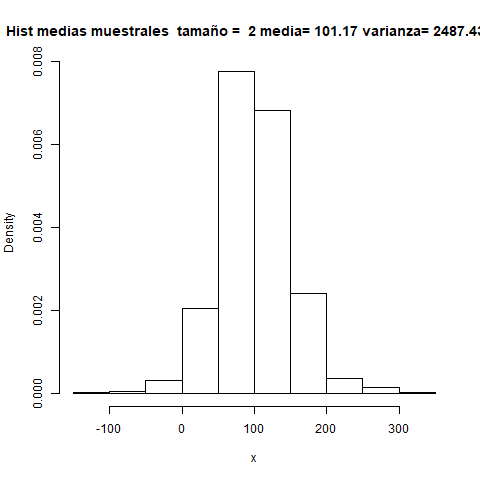 Hist medias muestrales tamaño = 2 media= 101.17 varianza= 2487.43
0.008
0.006
0.004
0.002
0.000
Density
-100 0 100 200 300
x